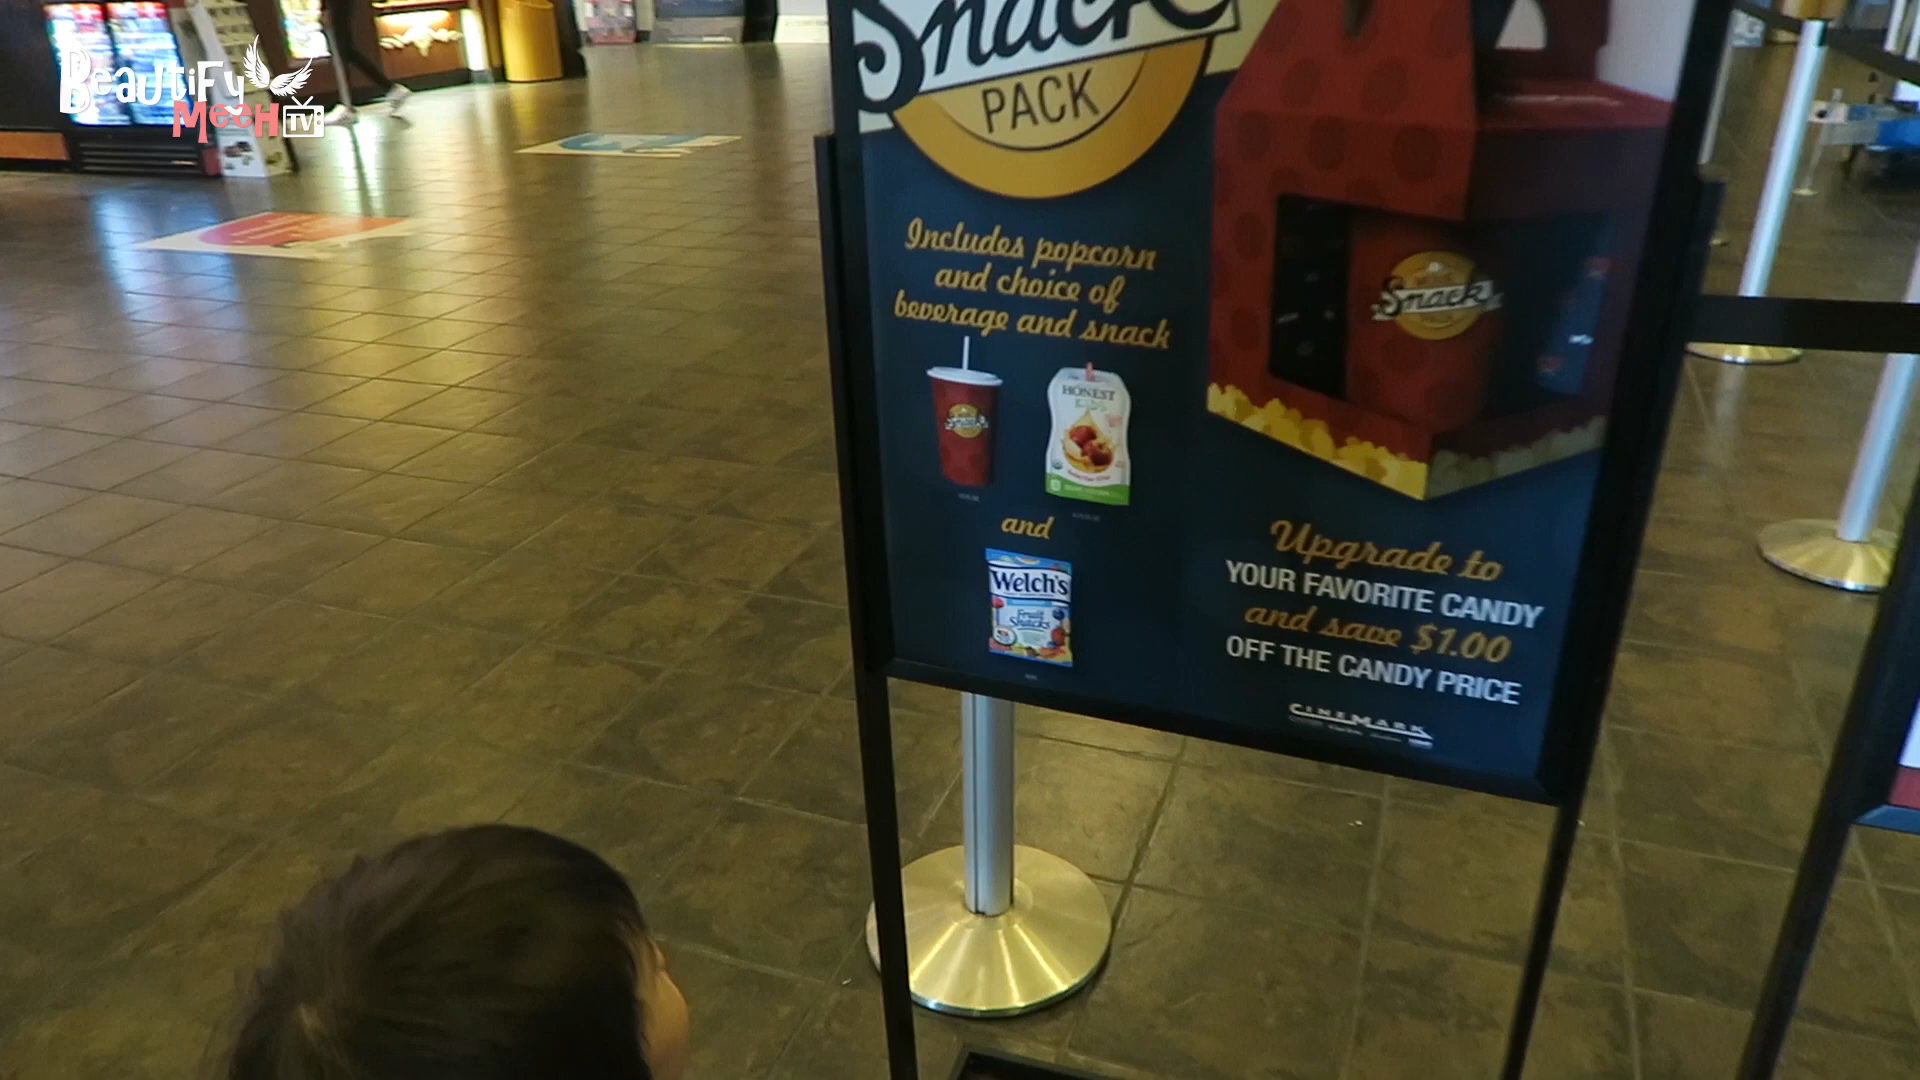 BeautiFy
MeeH TV
Snack
PACK
Includes popcorn
and choice of
beverage and snack
Snack
HONEST
KIDS
and
Welch's
Fruit
Snacks
Snack
Upgrade to
YOUR FAVORITE CANDY
and save $1.00
OFF THE CANDY PRICE
CINEMARK